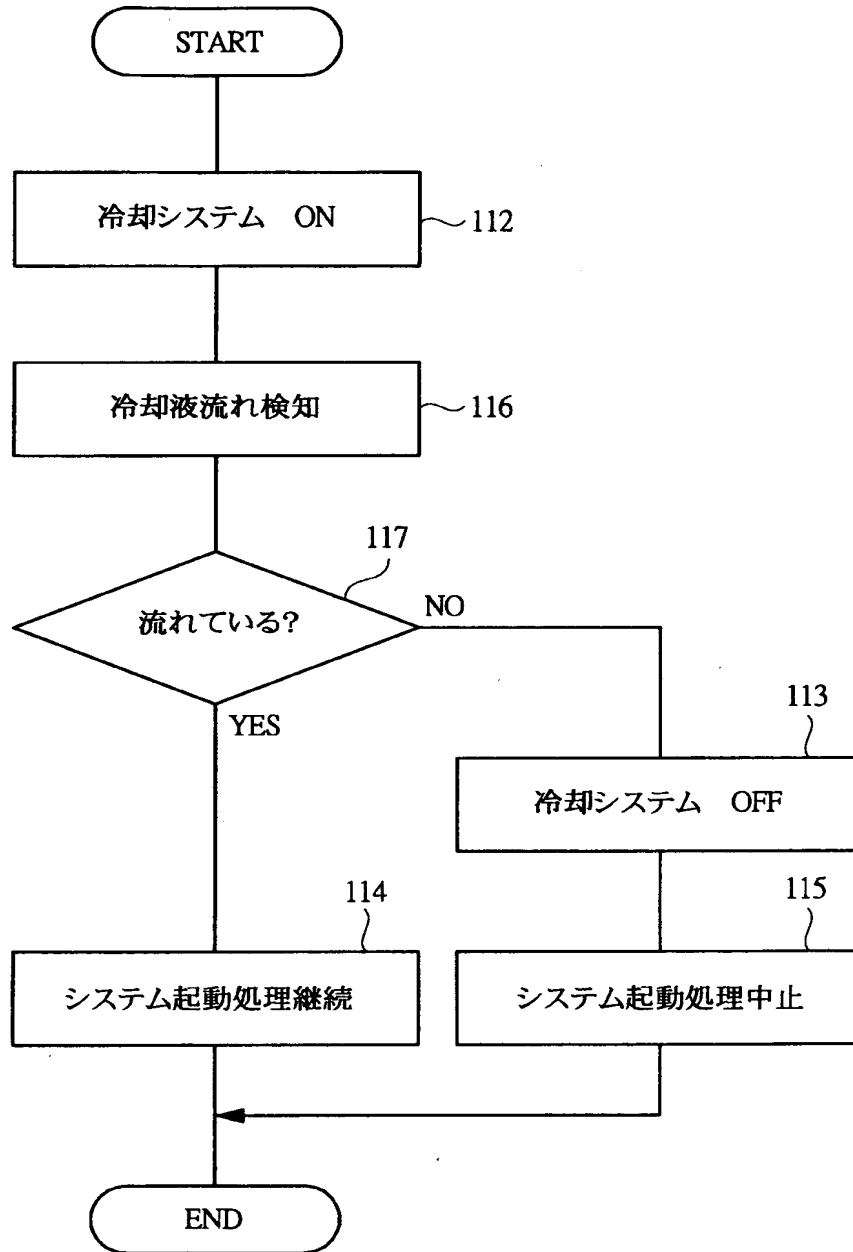 START
冷却システム ON
112
冷却液流れ検知
116
117
流れている?
NO
YES
113
冷却システム OFF
114
115
システム起動処理継続
システム起動処理中止
END